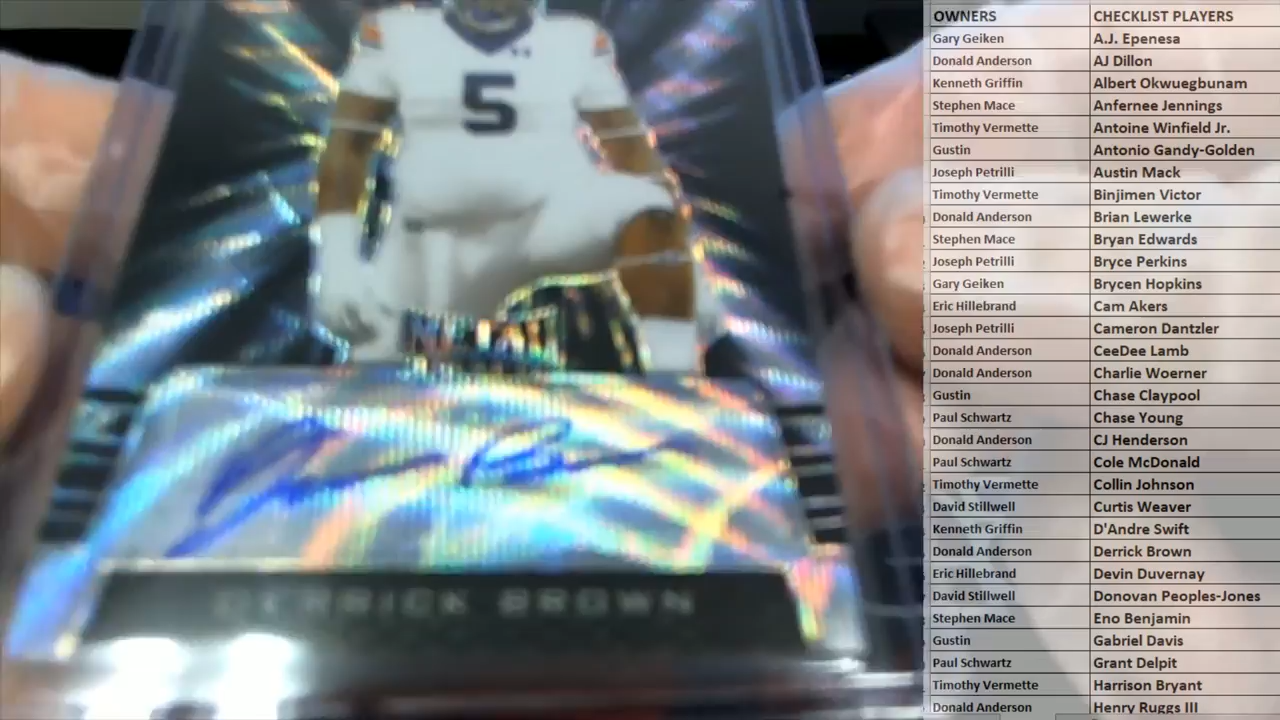 5
DERRICK BROWN
OWNERS CHECKLIST PLAYERS
Gary Geiken A.J. Epenesa
Donald Anderson AJ Dillon
Kenneth Griffin Albert Okwuegbunam
Stephen Mace Anfernee Jennings
Timothy Vermette Antoine Winfield Jr.
Gustin Antonio Gandy-Golden
Joseph Petrilli Austin Mack
Timothy Vermette Binjimen Victor
Donald Anderson Brian Lewerke
Stephen Mace Bryan Edwards
Joseph Petrilli Bryce Perkins
Gary Geiken Brycen Hopkins
Eric Hillebrand Cam Akers
Joseph Petrilli Cameron Dantzler
Donald Anderson CeeDee Lamb
Donald Anderson Charlie Woerner
Gustin Chase Claypool
Paul Schwartz Chase Young
Donald Anderson CJ Henderson
Paul Schwartz Cole McDonald
Timothy Vermette Collin Johnson
David Stillwell Curtis Weaver
Kenneth Griffin D'Andre Swift
Donald Anderson Derrick Brown
Eric Hillebrand Devin Duvernay
David Stillwell Donovan Peoples-Jones
Stephen Mace Eno Benjamin
Gustin Gabriel Davis
Paul Schwartz Grant Delpit
Timothy Vermette Harrison Bryant
Donald Anderson Henry Ruggs III